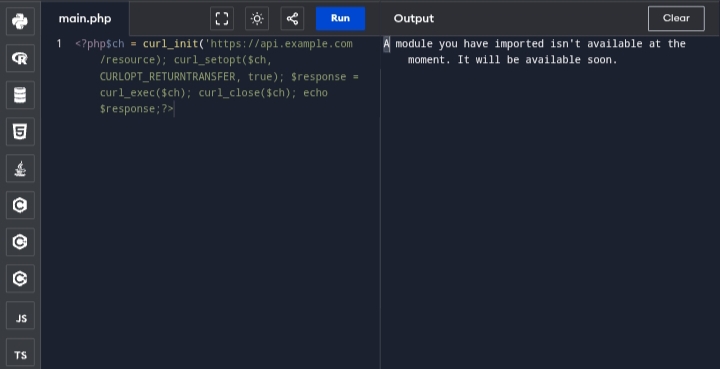 main.php
Run
Output
Clear
1 <?php$ch = curl_init('https://api.example.com
/resource); curl_setopt($ch,
CURLOPT_RETURNTRANSFER, true); $response =
curl_exec($ch); curl_close($ch); echo
$response;?>
A module you have imported isn't available at the
moment. It will be available soon.
R
5
C
C
C
JS
TS